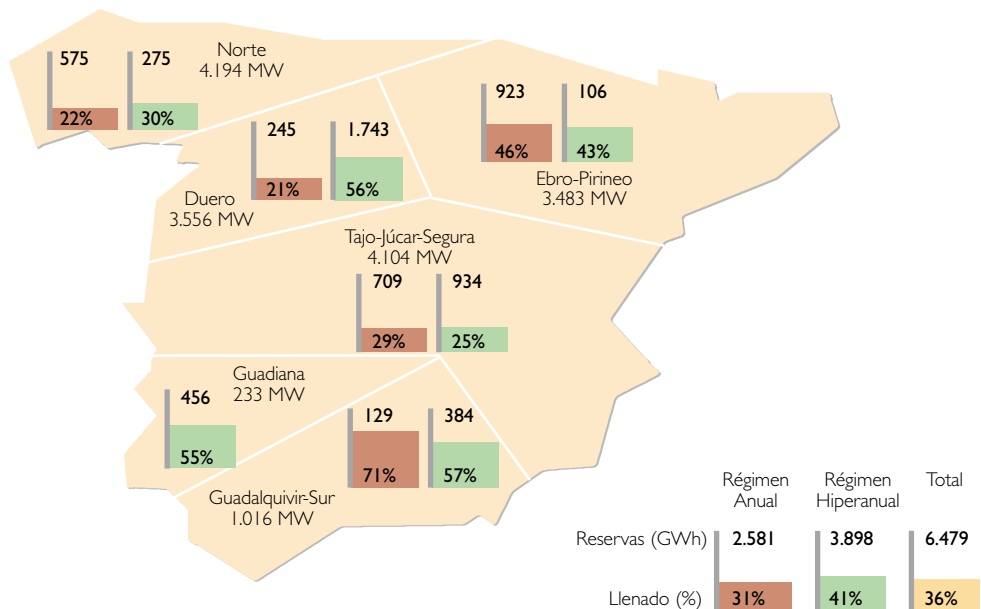 Norte
4.194 MW
575 275
22% 30%
923 106
46% 43%
Ebro-Pirineo
3.483 MW
245 1.743
21% 56%
Duero
3.556 MW
Tajo-Júcar-Segura
4.104 MW
709 934
29% 25%
Guadiana
233 MW
456
55%
129 384
71% 57%
Guadalquivir-Sur
1.016 MW
Régimen Anual
Régimen Hiperanual
Total
Reservas (GWh) 2.581 3.898 6.479
Llenado (%) 31% 41% 36%